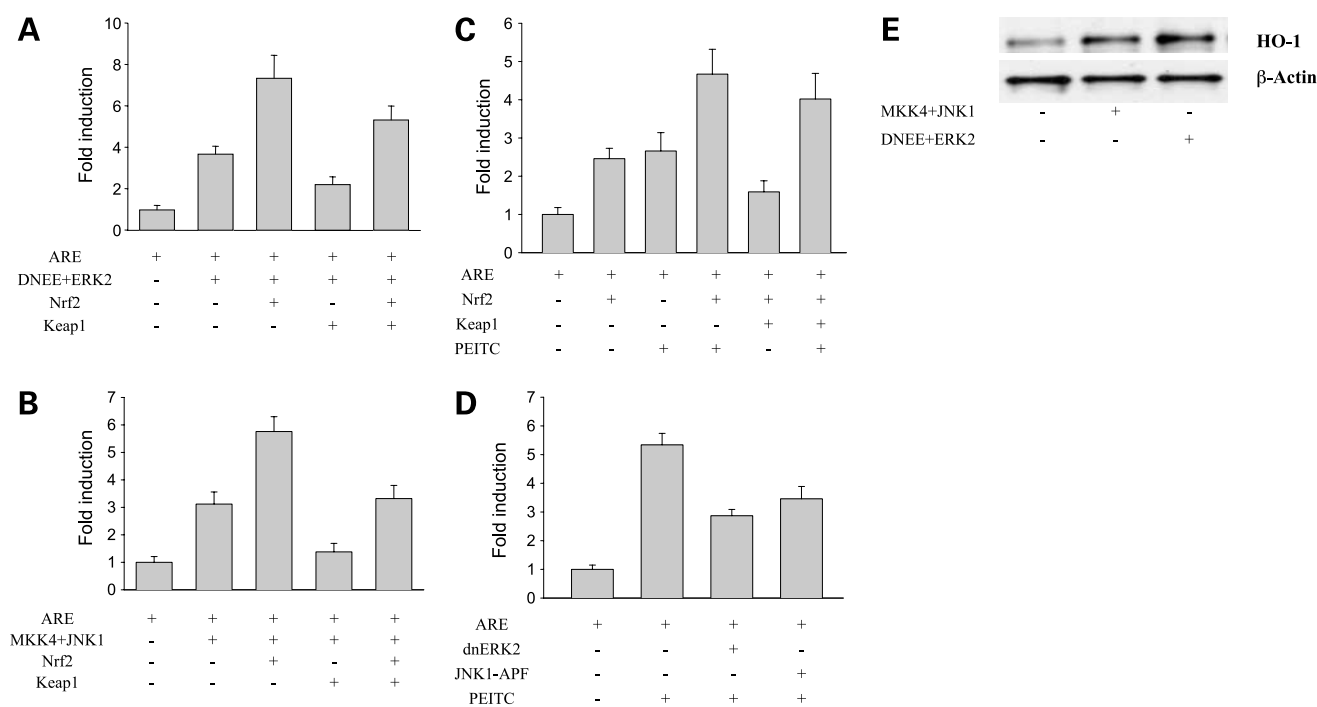 A
Fold induction
10
8
6
4
2
0
ARE + + + + +
DNEE+ERK2 - + + + +
Nrf2 - - + - +
Keap1 - - - + +
B
Fold induction
7
6
5
4
3
2
1
0
ARE + + + + +
MKK4+JNK1 - + + + +
Nrf2 - - + - +
Keap1 - - - + +
C
Fold induction
6
5
4
3
2
1
0
ARE + + + + + +
Nrf2 - + - + + +
Keap1 - - - - + +
PEITC - - + + - +
D
Fold induction
7
6
5
4
3
2
1
0
ARE + + + +
dnERK2 - - + -
JNK1-APF - - - +
PEITC - + + +
E
HO-1
β-Actin
MKK4+JNK1 - + -
DNEE+ERK2 - - +